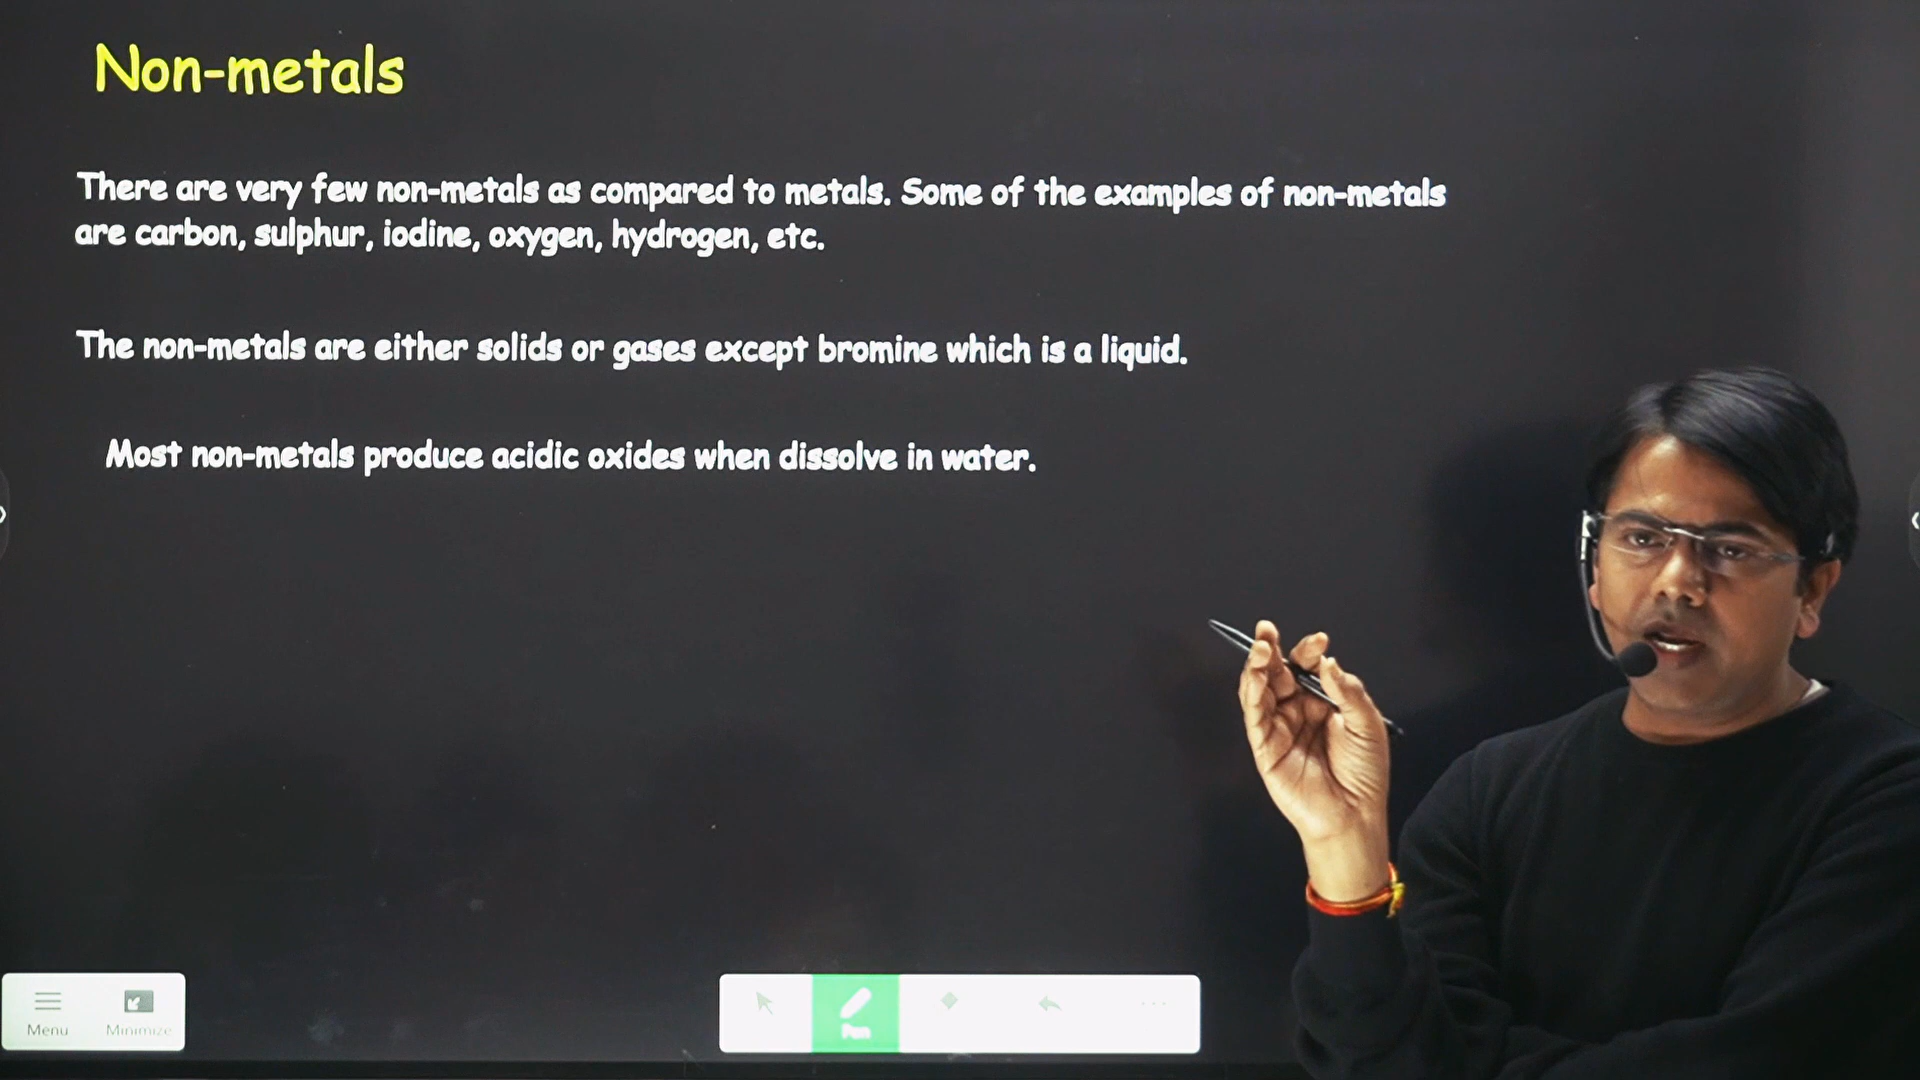 Non-metals
There are very few non-metals as compared to metals. Some of the examples of non-metals
are carbon, sulphur, iodine, oxygen, hydrogen, etc.
The non-metals are either solids or gases except bromine which is a liquid.
Most non-metals produce acidic oxides when dissolve in water.
Menu
Minimize
Pen